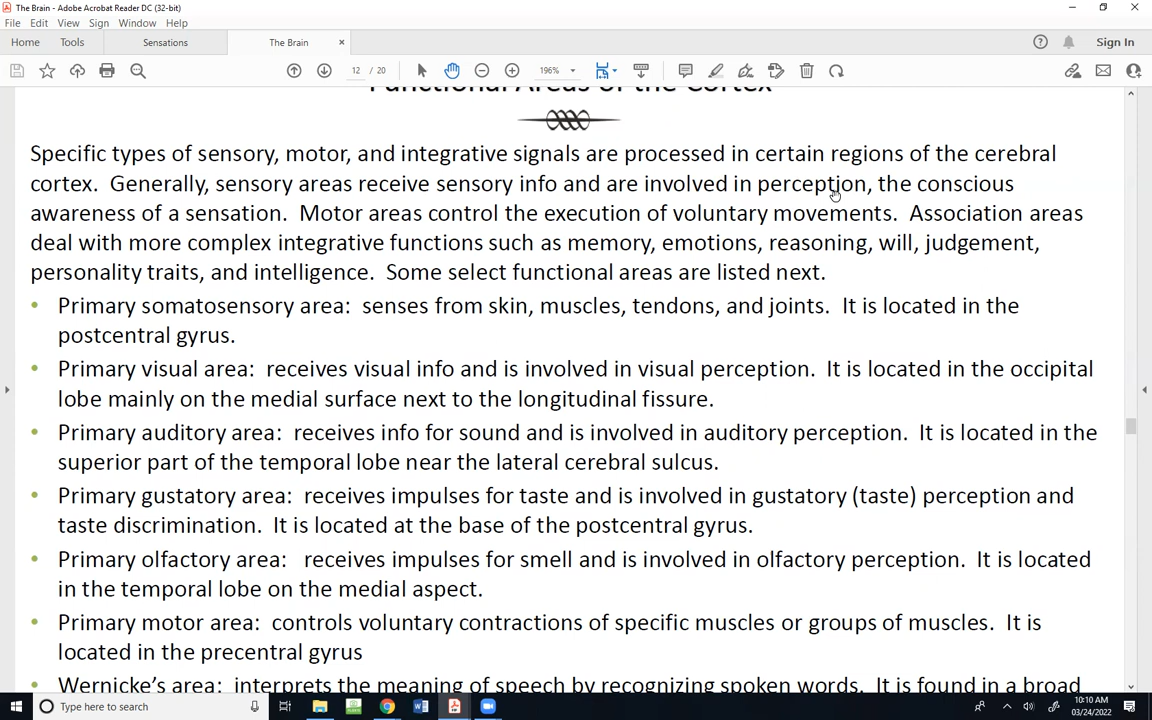 The Brain - Adobe Acrobat Reader DC (32-bit)
File Edit View Sign Window Help
Home Tools Sensations The Brain × Sign In
12 / 20 196%
Functional Areas of the Cortex
Specific types of sensory, motor, and integrative signals are processed in certain regions of the cerebral
cortex. Generally, sensory areas receive sensory info and are involved in perception, the conscious
awareness of a sensation. Motor areas control the execution of voluntary movements. Association areas
deal with more complex integrative functions such as memory, emotions, reasoning, will, judgement,
personality traits, and intelligence. Some select functional areas are listed next.
• Primary somatosensory area: senses from skin, muscles, tendons, and joints. It is located in the
postcentral gyrus.
• Primary visual area: receives visual info and is involved in visual perception. It is located in the occipital
lobe mainly on the medial surface next to the longitudinal fissure.
• Primary auditory area: receives info for sound and is involved in auditory perception. It is located in the
superior part of the temporal lobe near the lateral cerebral sulcus.
• Primary gustatory area: receives impulses for taste and is involved in gustatory (taste) perception and
taste discrimination. It is located at the base of the postcentral gyrus.
• Primary olfactory area: receives impulses for smell and is involved in olfactory perception. It is located
in the temporal lobe on the medial aspect.
• Primary motor area: controls voluntary contractions of specific muscles or groups of muscles. It is
located in the precentral gyrus
• Wernicke's area: interprets the meaning of speech by recognizing spoken words. It is found in a broad
Type here to search
10:10 AM
03/24/2022